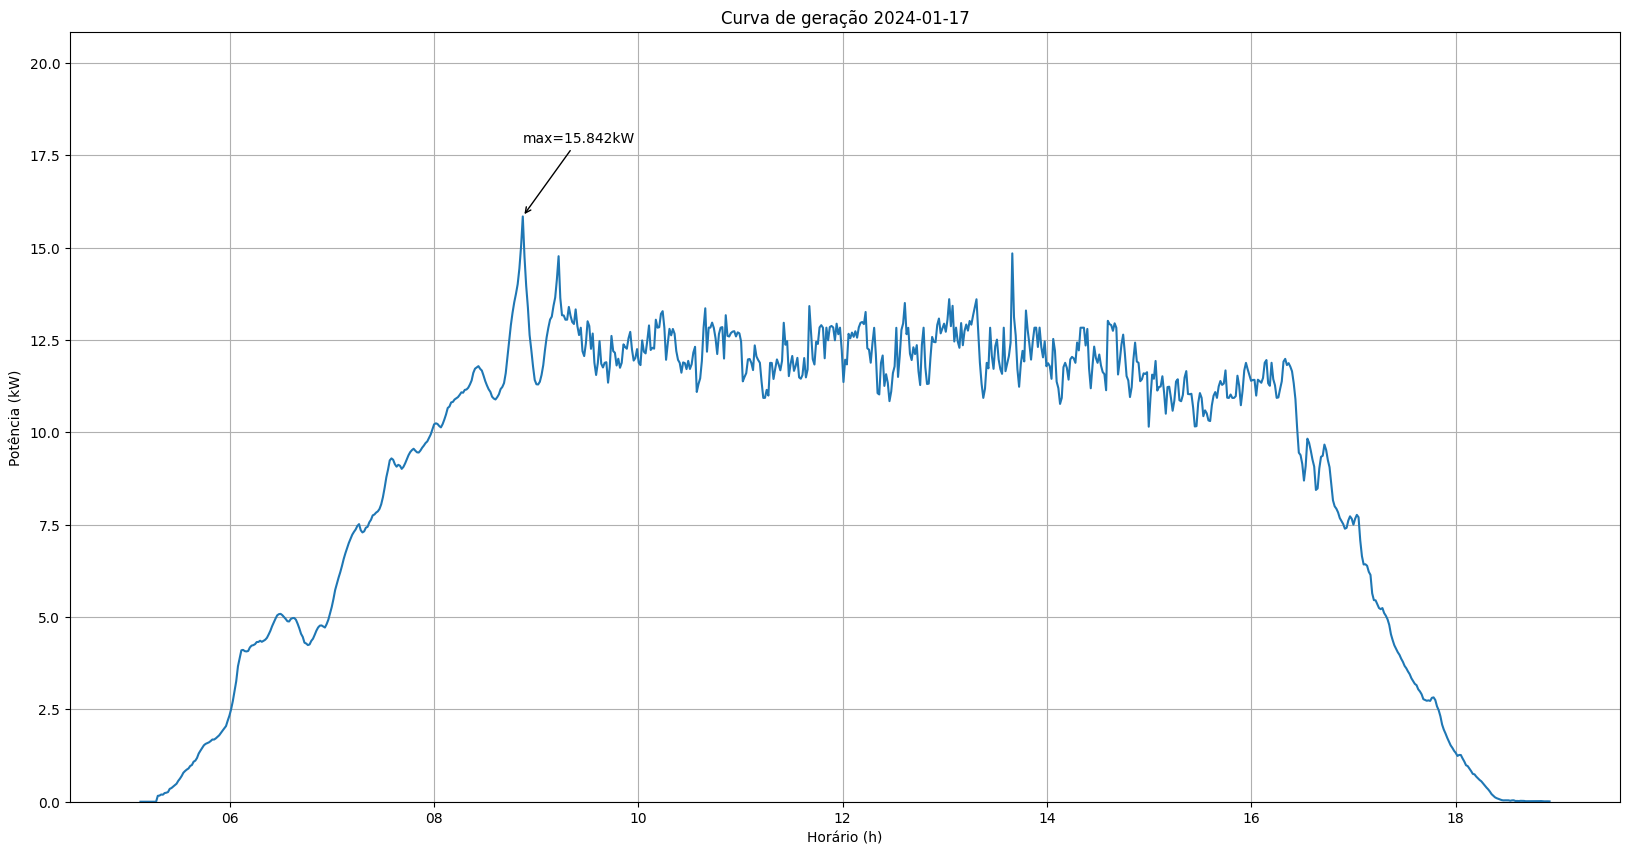 Curva de geração 2024-01-17
20.0
17.5
15.0
12.5
10.0
7.5
5.0
2.5
0.0
Potência (kW)
max=15.842kW
06 08 10 12 14 16 18
Horário (h)